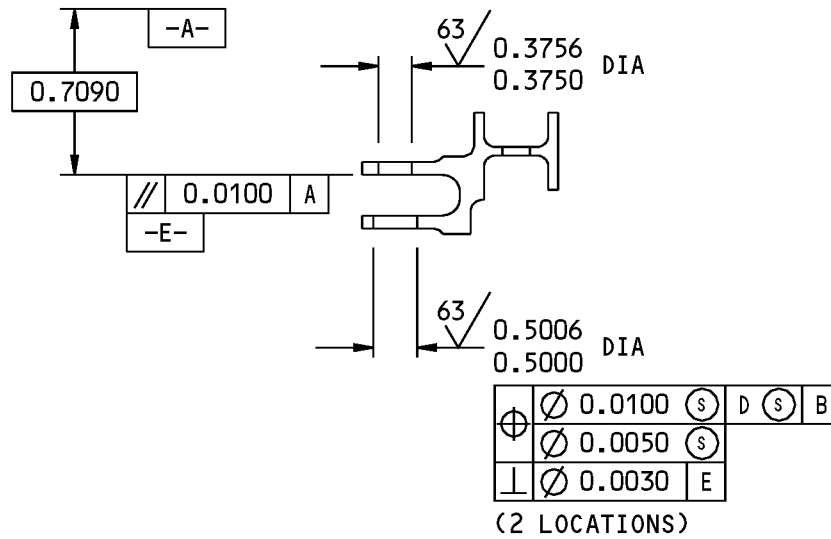 -A-
63
0.3756
0.3750 DIA
0.7090
// 0.0100 A
-E-
63
0.5006
0.5000 DIA
⌖ ⌀ 0.0100 Ⓢ D Ⓢ B
⌀ 0.0050 Ⓢ
⊥ ⌀ 0.0030 E
(2 LOCATIONS)